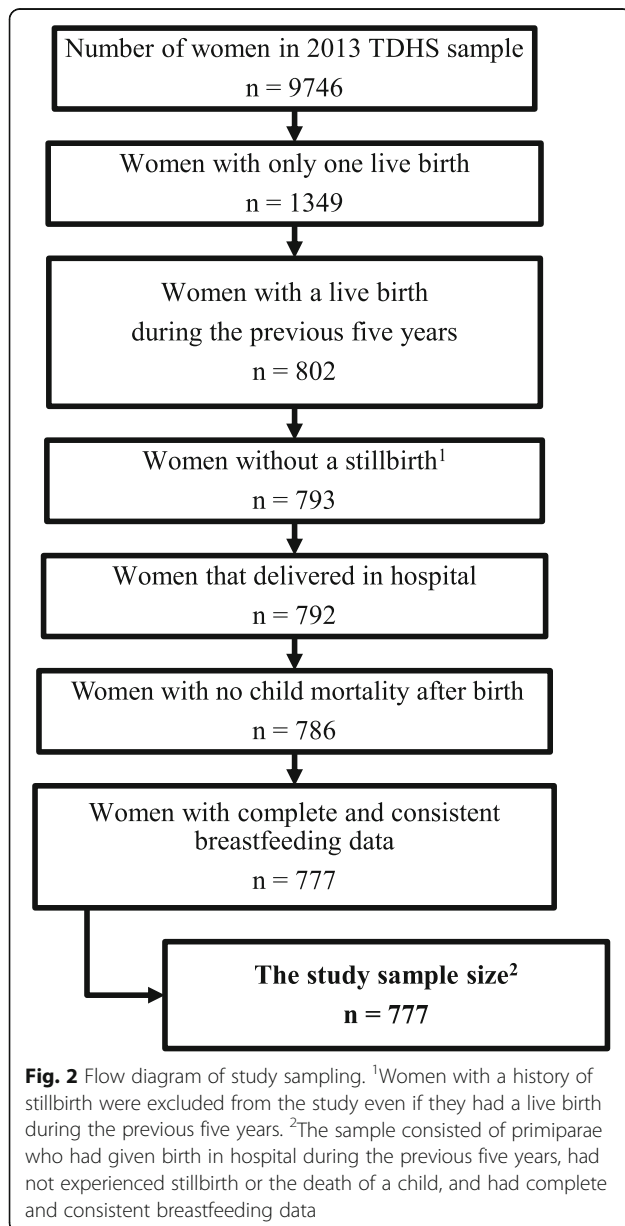 Number of women in 2013 TDHS sample
n = 9746
Women with only one live birth
n = 1349
Women with a live birth
during the previous five years
n = 802
Women without a stillbirth¹
n = 793
Women that delivered in hospital
n = 792
Women with no child mortality after birth
n = 786
Women with complete and consistent
breastfeeding data
n = 777
The study sample size²
n = 777
Fig. 2 Flow diagram of study sampling. ¹Women with a history of
stillbirth were excluded from the study even if they had a live birth
during the previous five years. ²The sample consisted of primiparae
who had given birth in hospital during the previous five years, had
not experienced stillbirth or the death of a child, and had complete
and consistent breastfeeding data